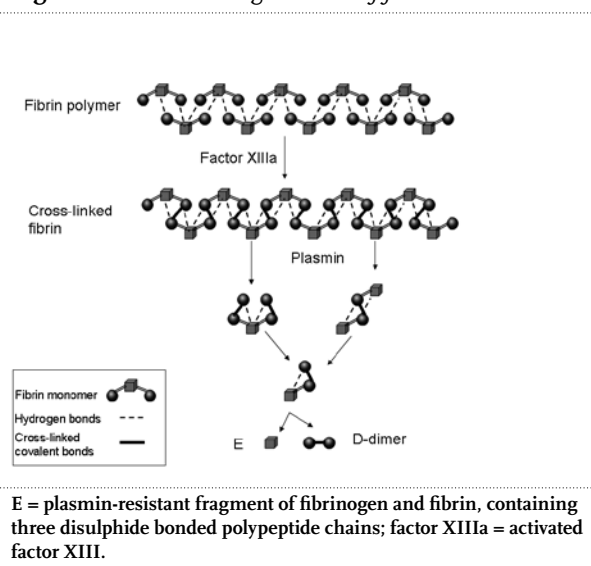 Fibrin polymer
Factor XIIIa
Cross-linked
fibrin
Plasmin
Fibrin monomer
Hydrogen bonds
Cross-linked
covalent bonds
E
D-dimer
E = plasmin-resistant fragment of fibrinogen and fibrin, containing
three disulphide bonded polypeptide chains; factor XIIIa = activated
factor XIII.